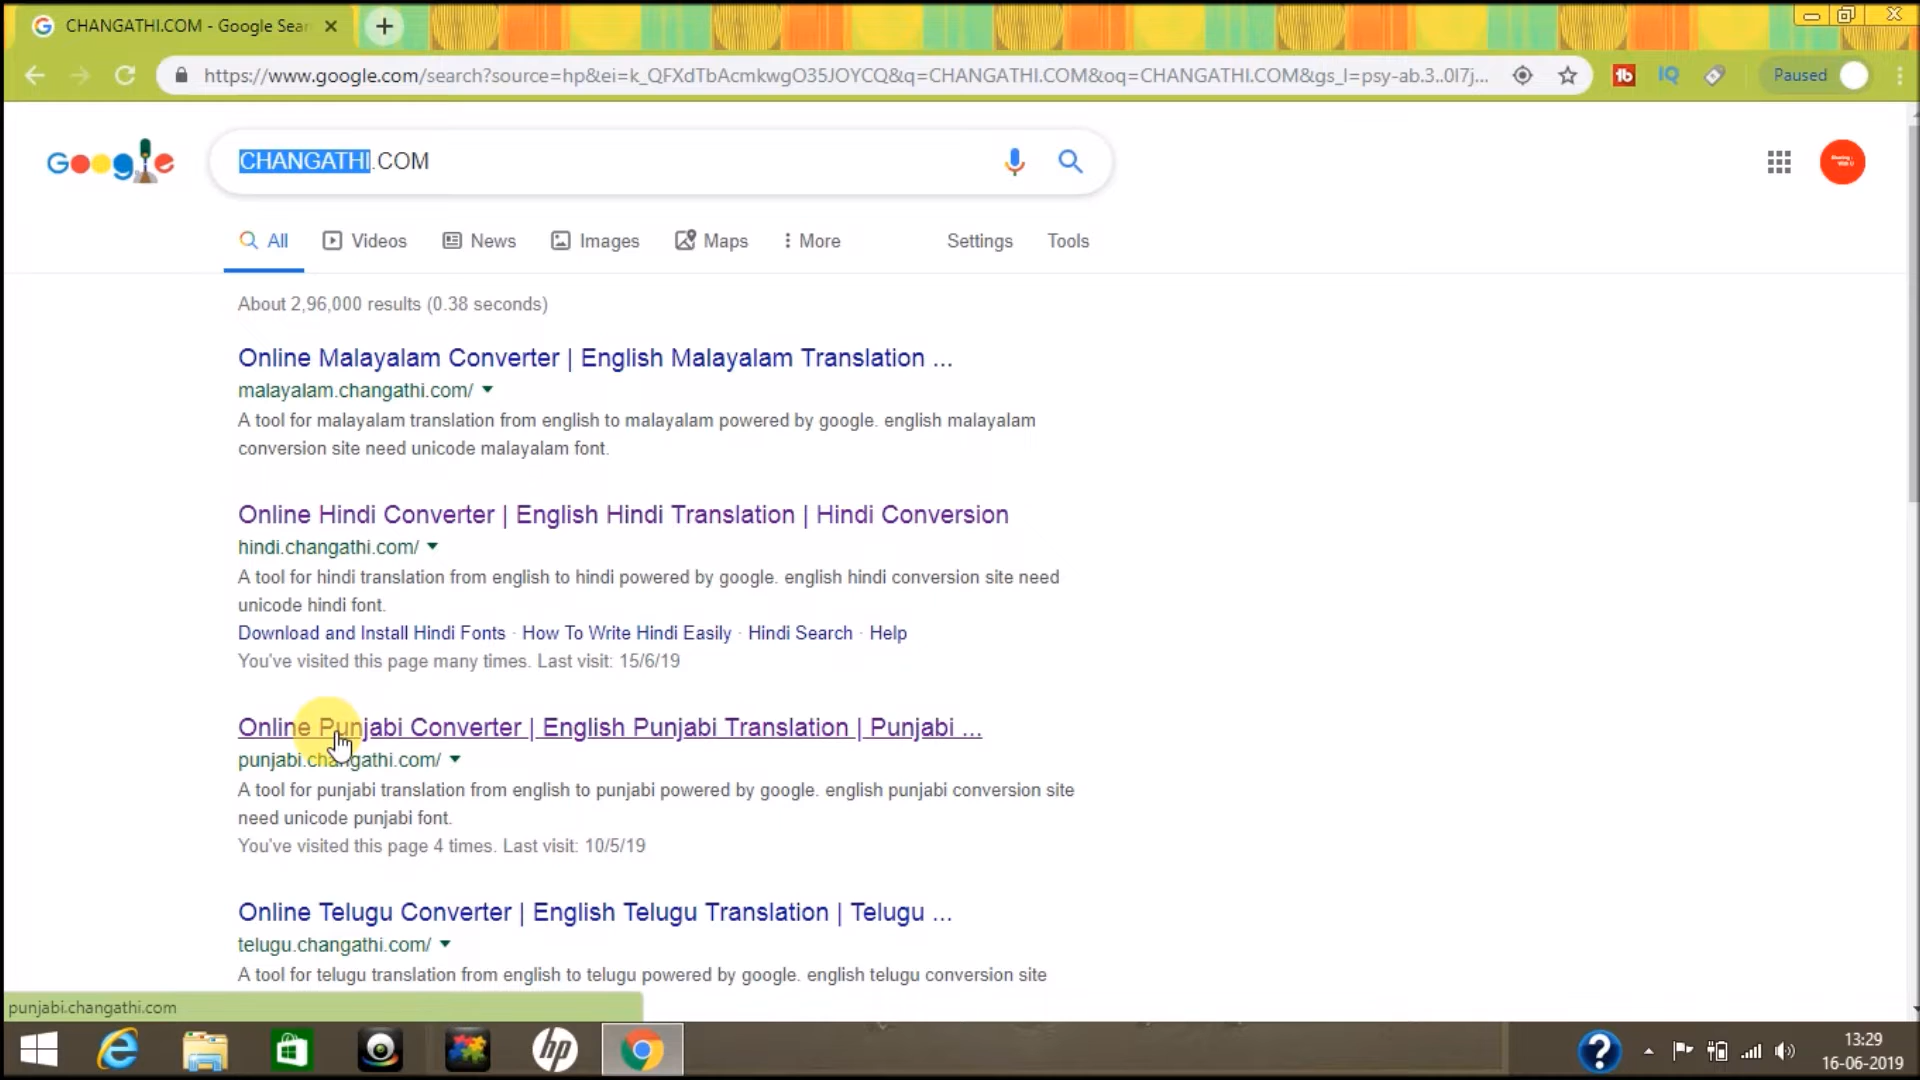 CHANGATHI.COM - Google Sear
https://www.google.com/search?source=hp&ei=k_QFXdTbAcmkwgO35JOYCQ&q=CHANGATHI.COM&oq=CHANGATHI.COM&gs_l=psy-ab.3..0l7j...
Paused
Google
CHANGATHI.COM
All Videos News Images Maps More Settings Tools
About 2,96,000 results (0.38 seconds)
Online Malayalam Converter | English Malayalam Translation ...
malayalam.changathi.com/
A tool for malayalam translation from english to malayalam powered by google. english malayalam
conversion site need unicode malayalam font.
Online Hindi Converter | English Hindi Translation | Hindi Conversion
hindi.changathi.com/
A tool for hindi translation from english to hindi powered by google. english hindi conversion site need
unicode hindi font.
Download and Install Hindi Fonts · How To Write Hindi Easily · Hindi Search · Help
You've visited this page many times. Last visit: 15/6/19
Online Punjabi Converter | English Punjabi Translation | Punjabi ...
punjabi.changathi.com/
A tool for punjabi translation from english to punjabi powered by google. english punjabi conversion site
need unicode punjabi font.
You've visited this page 4 times. Last visit: 10/5/19
Online Telugu Converter | English Telugu Translation | Telugu ...
telugu.changathi.com/
A tool for telugu translation from english to telugu powered by google. english telugu conversion site
punjabi.changathi.com
hp
13:29
16-06-2019